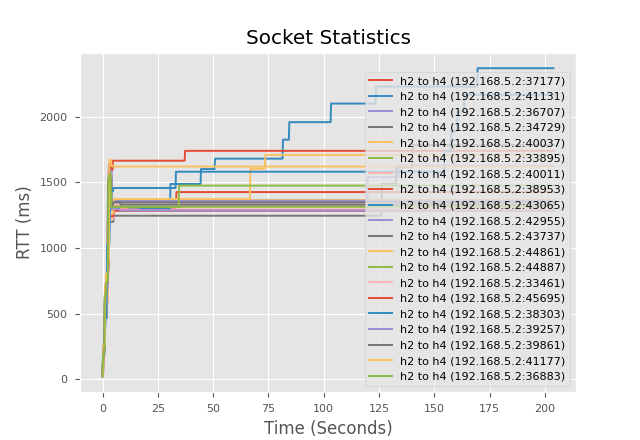 Socket Statistics
h2 to h4 (192.168.5.2:37177)
h2 to h4 (192.168.5.2:41131)
h2 to h4 (192.168.5.2:36707)
h2 to h4 (192.168.5.2:34729)
h2 to h4 (192.168.5.2:40037)
h2 to h4 (192.168.5.2:33895)
h2 to h4 (192.168.5.2:40011)
h2 to h4 (192.168.5.2:38953)
h2 to h4 (192.168.5.2:43065)
h2 to h4 (192.168.5.2:42955)
h2 to h4 (192.168.5.2:43737)
h2 to h4 (192.168.5.2:44861)
h2 to h4 (192.168.5.2:44887)
h2 to h4 (192.168.5.2:33461)
h2 to h4 (192.168.5.2:45695)
h2 to h4 (192.168.5.2:38303)
h2 to h4 (192.168.5.2:39257)
h2 to h4 (192.168.5.2:39861)
h2 to h4 (192.168.5.2:41177)
h2 to h4 (192.168.5.2:36883)
RTT (ms)
2000
1500
1000
500
0
0 25 50 75 100 125 150 175 200
Time (Seconds)